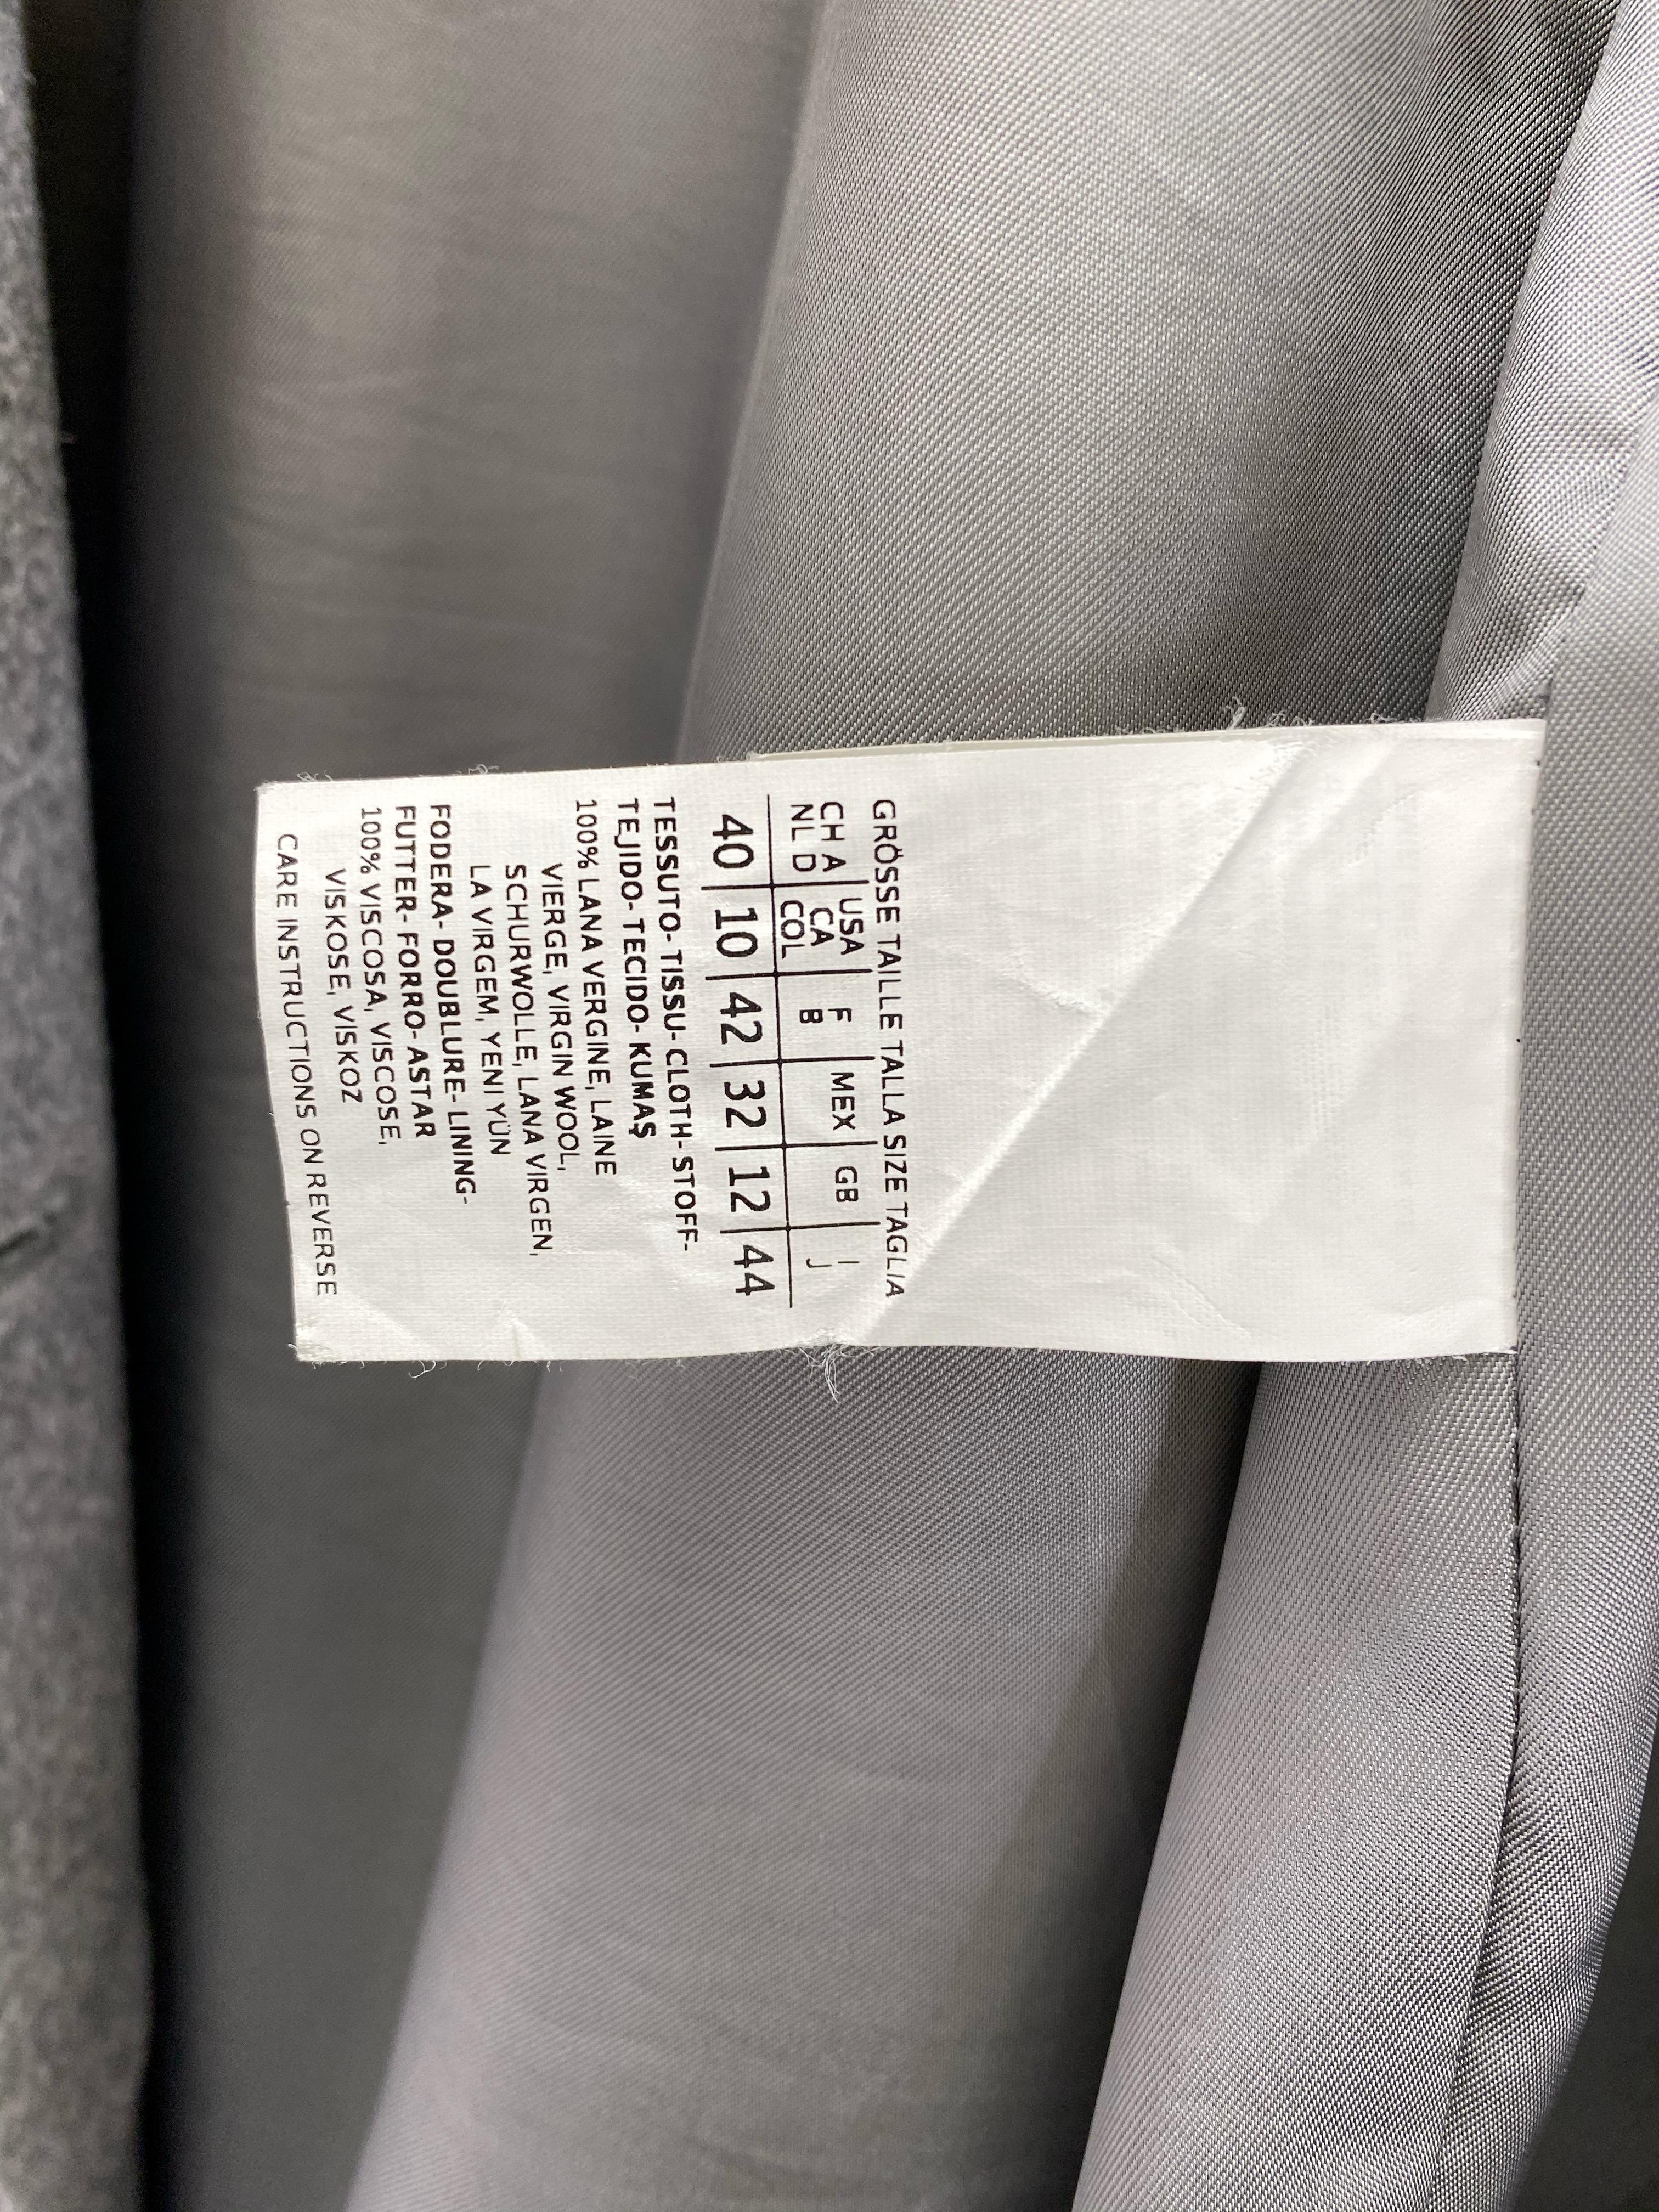 GRÖSSE TAILLE TALLA SIZE TAGLIA
CH A USA F MEX GB I
NL D CA B J
COL
40 10 42 32 12 44
TESSUTO- TISSU- CLOTH- STOFF-
TEJIDO- TECIDO- KUMAŞ
100% LANA VERGINE, LAINE
VIERGE, VIRGIN WOOL,
SCHURWOLLE, LANA VIRGEN,
LA VIRGEM, YENI YÜN
FODERA- DOUBLURE- LINING-
FUTTER- FORRO- ASTAR
100% VISCOSA, VISCOSE,
VISKOSE, VISKOZ
CARE INSTRUCTIONS ON REVERSE